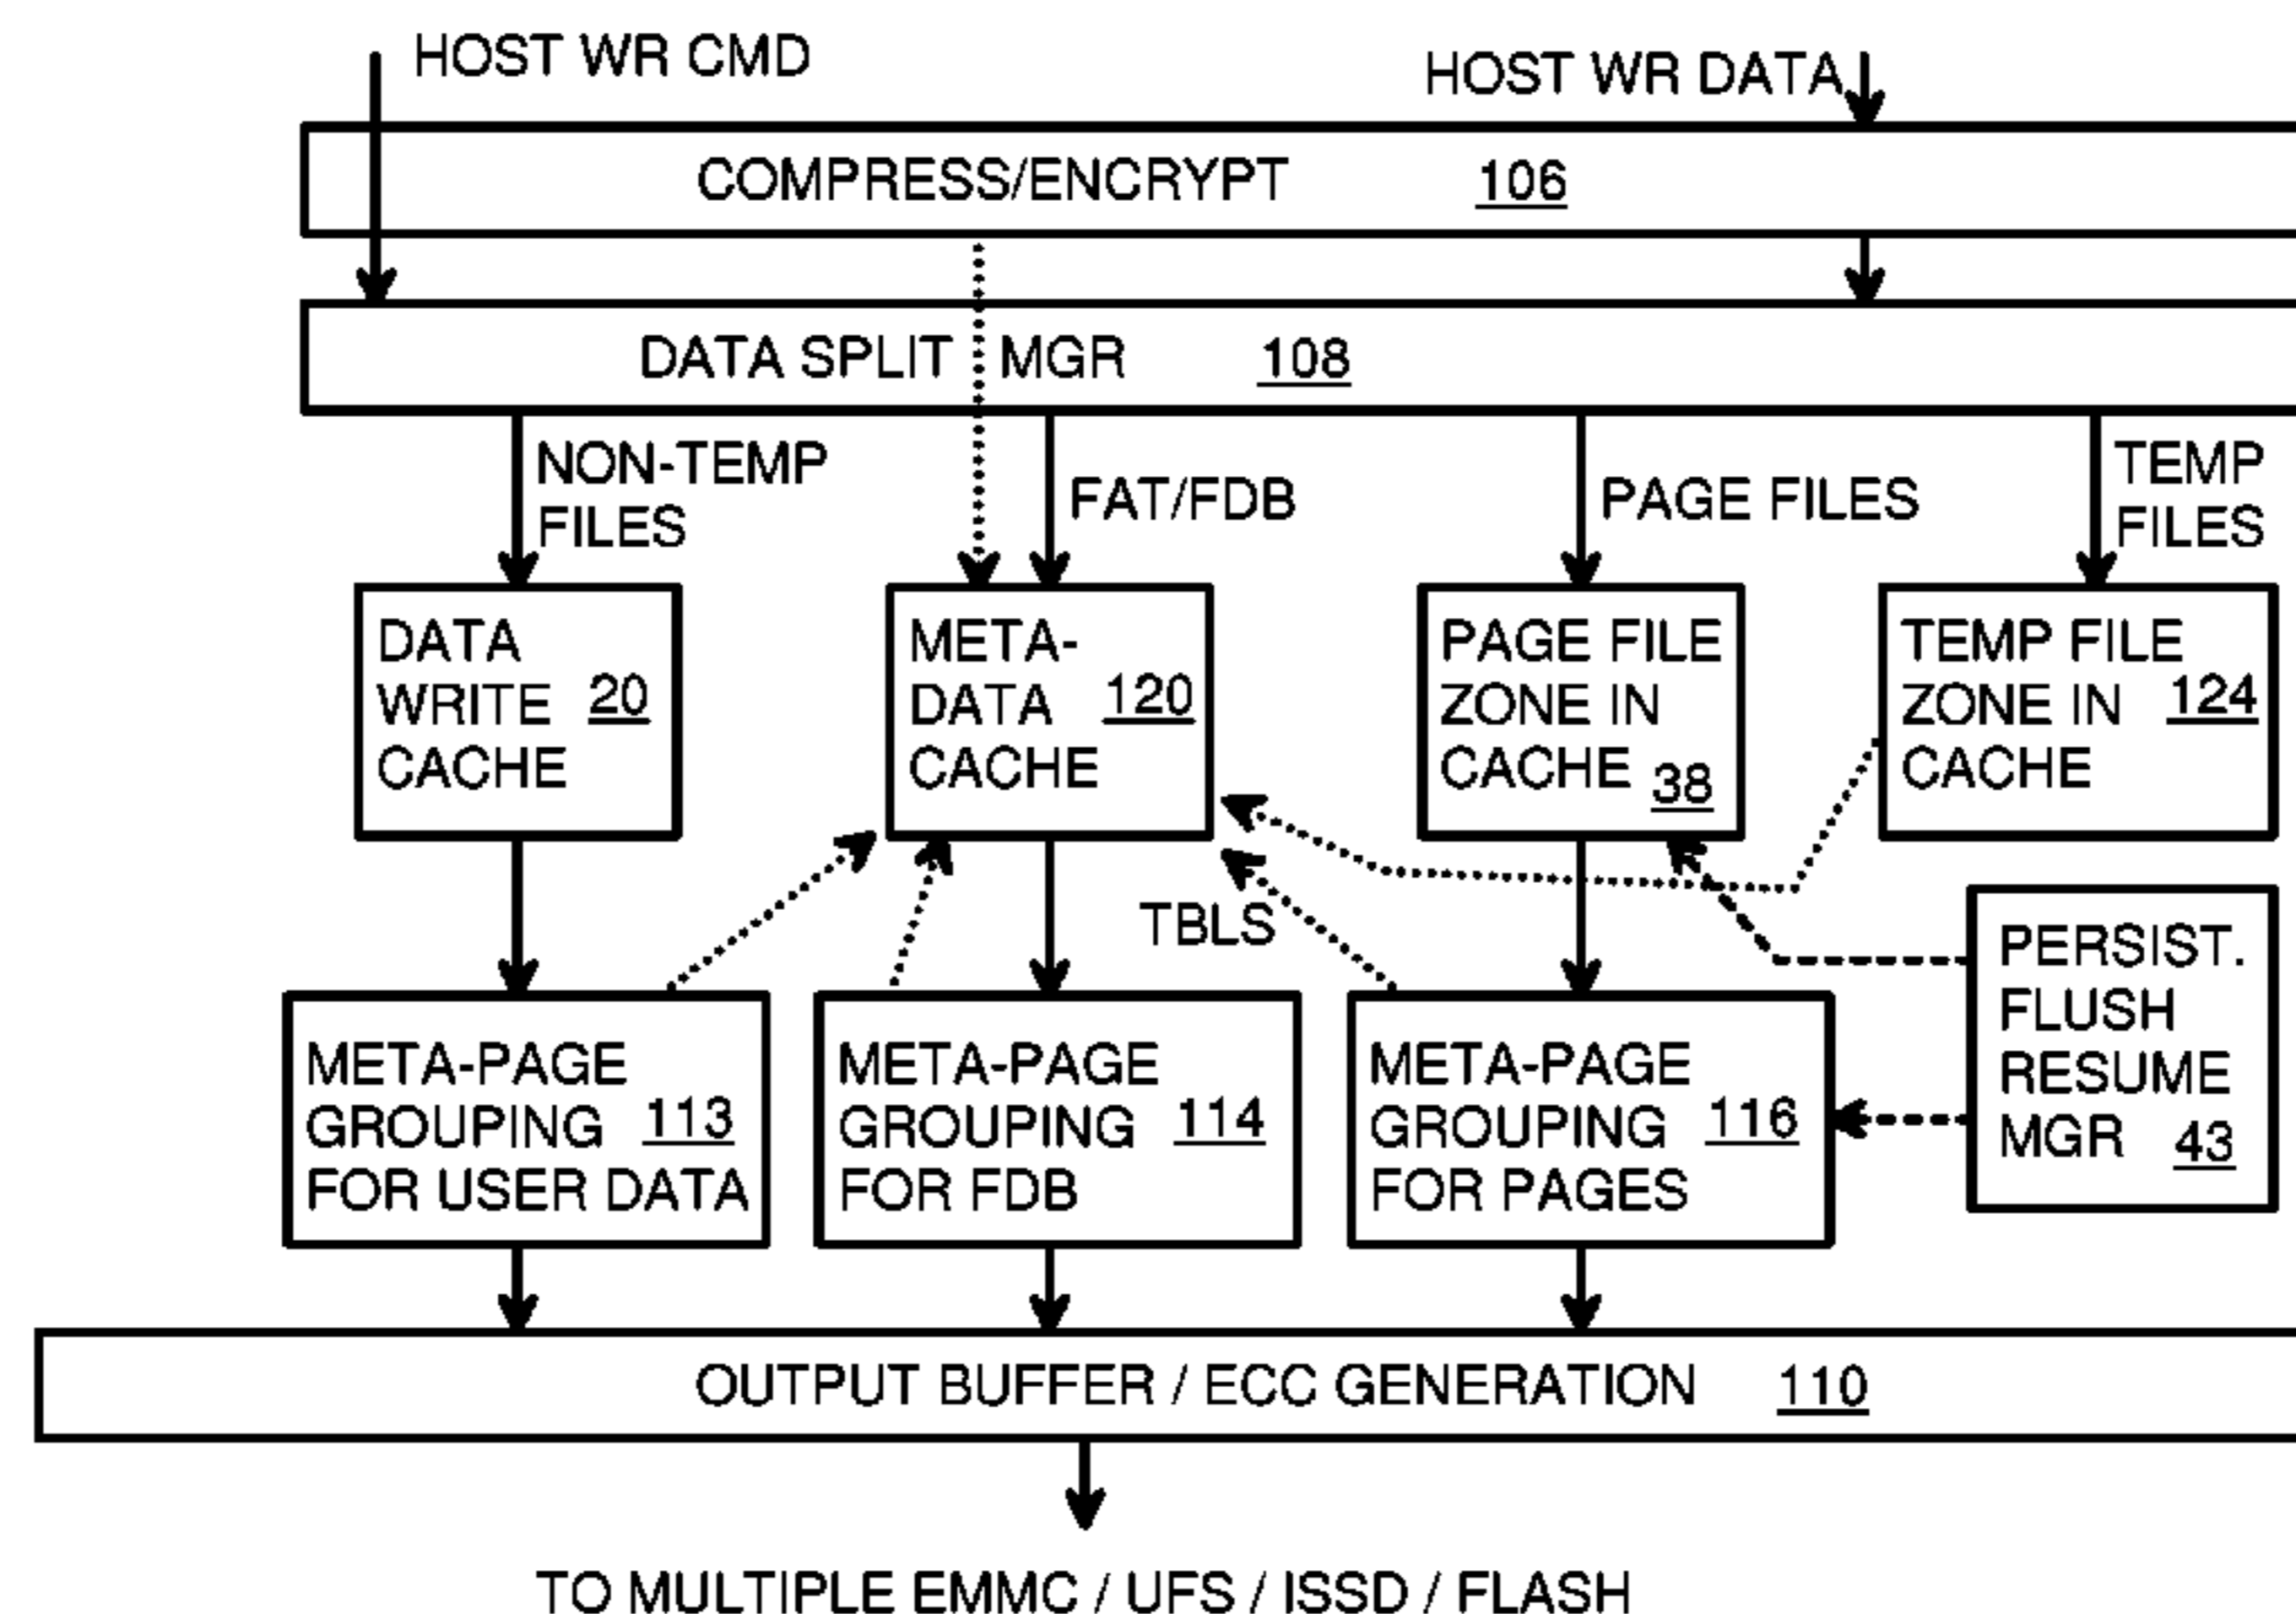 HOST WR CMD
HOST WR DATA
COMPRESS/ENCRYPT 106
DATA SPLIT MGR 108
NON-TEMP
FILES
FAT/FDB
PAGE FILES
TEMP
FILES
DATA
WRITE 20
CACHE
META-
DATA 120
CACHE
PAGE FILE
ZONE IN
CACHE 38
TEMP FILE
ZONE IN 124
CACHE
TBLS
META-PAGE
GROUPING 113
FOR USER DATA
META-PAGE
GROUPING 114
FOR FDB
META-PAGE
GROUPING 116
FOR PAGES
PERSIST.
FLUSH
RESUME
MGR 43
OUTPUT BUFFER / ECC GENERATION 110
TO MULTIPLE EMMC / UFS / ISSD / FLASH